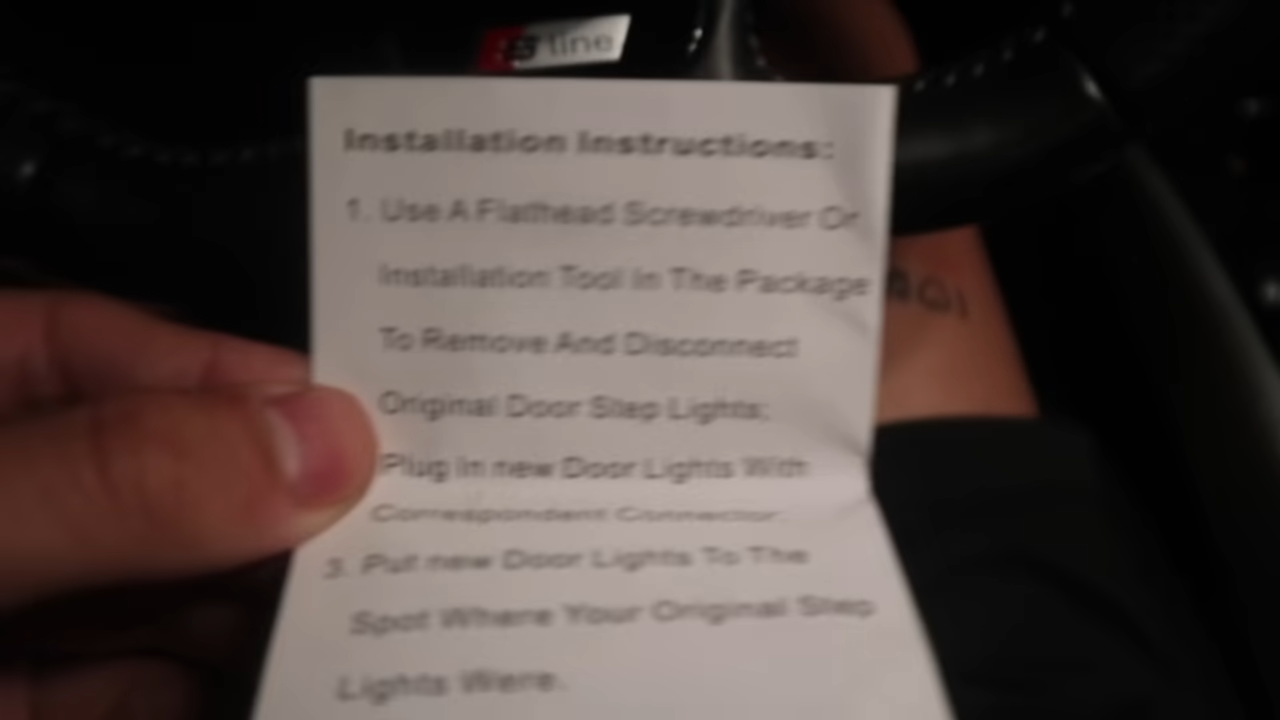 S line
Installation Instructions:
1. Use A Flathead Screwdriver Or
Installation Tool In The Package
To Remove And Disconnect
Original Door Step Lights;
Plug In new Door Lights With
Correspondent Connector;
3. Put new Door Lights To The
Spot Where Your Original Step
Lights Were.